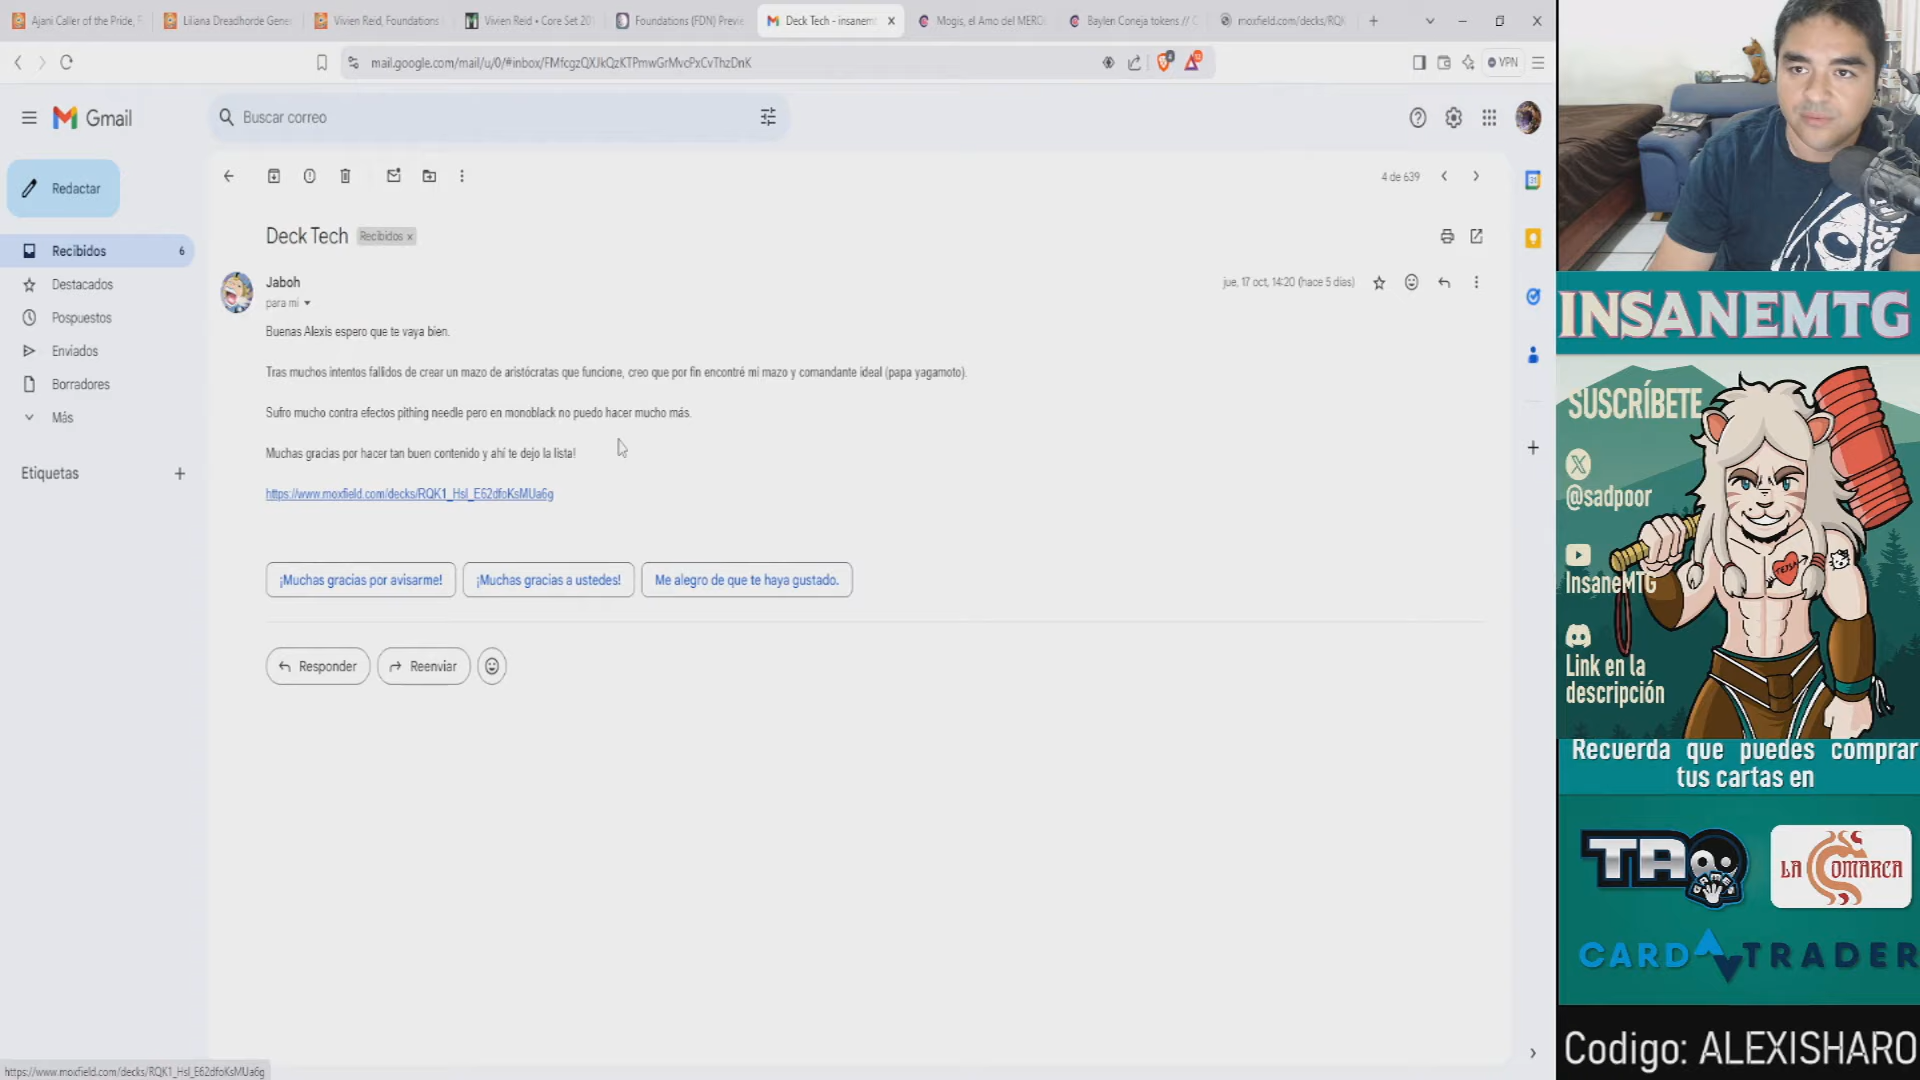 Ajani Caller of the Pride, F
Liliana Dreadhorde Gener
Vivien Reid, Foundations
Vivien Reid • Core Set 20
Foundations (FDN) Previe
Deck Tech - insanemt
Mogis, el Amo del MERC
Baylen Coneja tokens // C
moxfield.com/decks/RQK
mail.google.com/mail/u/0/#inbox/FMfcgzQXJkQzKTPmwGrMvcPxCvThzDnK
VPN
Gmail
Buscar correo
Redactar
4 de 639
Deck Tech
Recibidos x
Recibidos 6
Destacados
Pospuestos
Enviados
Borradores
Más
Etiquetas
Jaboh
jue, 17 oct, 14:20 (hace 5 días)
para mí
Buenas Alexis espero que te vaya bien.
Tras muchos intentos fallidos de crear un mazo de aristócratas que funcione, creo que por fin encontré mi mazo y comandante ideal (papa yagamoto).
Sufro mucho contra efectos pithing needle pero en monoblack no puedo hacer mucho más.
Muchas gracias por hacer tan buen contenido y ahí te dejo la lista!
https://www.moxfield.com/decks/RQK1_Hsl_E62dfoKsMUa6g
¡Muchas gracias por avisarme!
¡Muchas gracias a ustedes!
Me alegro de que te haya gustado.
Responder
Reenviar
https://www.moxfield.com/decks/RQK1_Hsl_E62dfoKsMUa6g
INSANEMTG
SUSCRÍBETE
@sadpoor
InsaneMTG
Link en la
descripción
Recuerda que puedes comprar
tus cartas en
TAO
GAMES
LA COMARCA
CARD TRADER
Codigo: ALEXISHARO